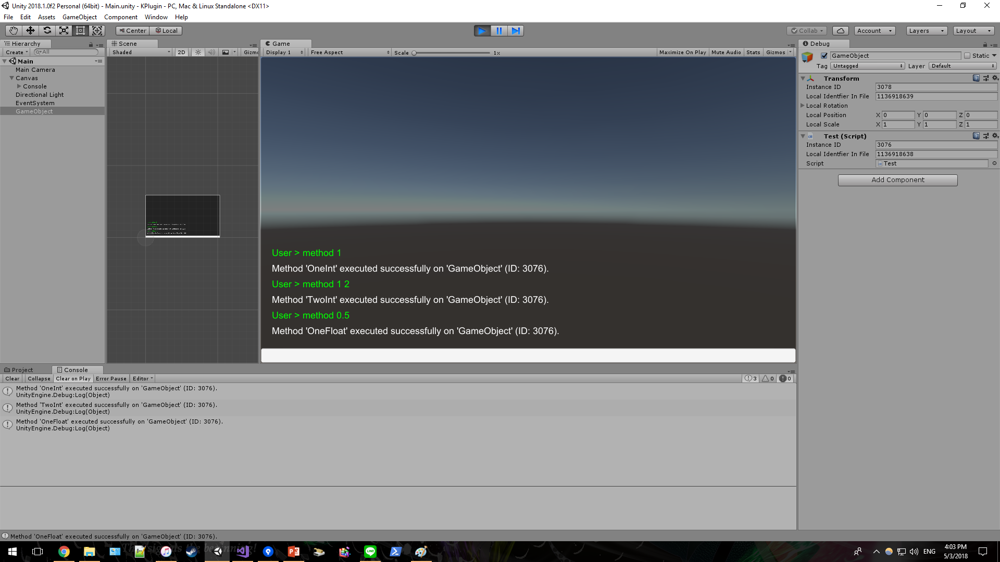 Unity 2018.1.0f2 Personal (64bit) - Main.unity - KPlugin - PC, Mac & Linux Standalone <DX11>
File Edit Assets GameObject Component Window Help
Center Local Collab Account Layers Layout
Hierarchy
Create All
Main
Main Camera
Canvas
Console
Directional Light
EventSystem
GameObject
Scene
Shaded 2D Gizmo
Game
Display 1 Free Aspect Scale 1x Maximize On Play Mute Audio Stats Gizmos
User > method 1
Method 'OneInt' executed successfully on 'GameObject' (ID: 3076).
User > method 1 2
Method 'TwoInt' executed successfully on 'GameObject' (ID: 3076).
User > method 0.5
Method 'OneFloat' executed successfully on 'GameObject' (ID: 3076).
Debug
GameObject Static
Tag Untagged Layer Default
Transform
Instance ID 3078
Local Identfier In File 1136918639
Local Rotation
Local Position X 0 Y 0 Z 0
Local Scale X 1 Y 1 Z 1
Test (Script)
Instance ID 3076
Local Identfier In File 1136918638
Script Test
Add Component
Project Console
Clear Collapse Clear on Play Error Pause Editor 3 0 0
Method 'OneInt' executed successfully on 'GameObject' (ID: 3076).
UnityEngine.Debug:Log(Object)
Method 'TwoInt' executed successfully on 'GameObject' (ID: 3076).
UnityEngine.Debug:Log(Object)
Method 'OneFloat' executed successfully on 'GameObject' (ID: 3076).
UnityEngine.Debug:Log(Object)
Method 'OneFloat' executed successfully on 'GameObject' (ID: 3076).
ENG
4:03 PM
5/3/2018